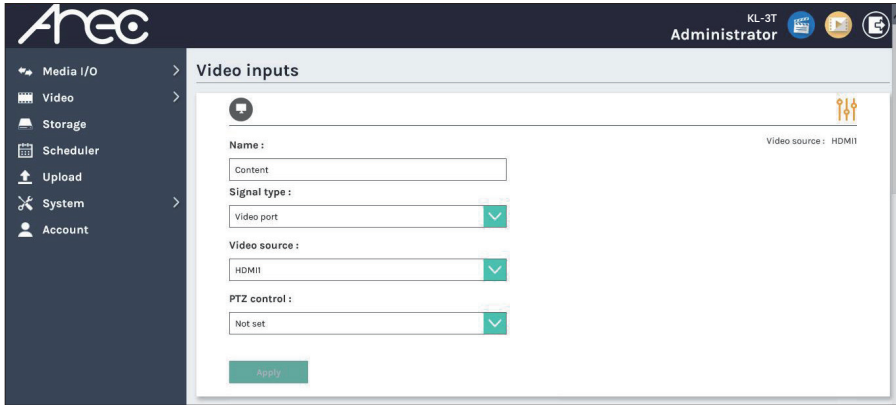 Arec
KL-3T
Administrator
Media I/O
Video
Storage
Scheduler
Upload
System
Account
Video inputs
Video source : HDMI1
Name :
Content
Signal type :
Video port
Video source :
HDMI1
PTZ control :
Not set
Apply